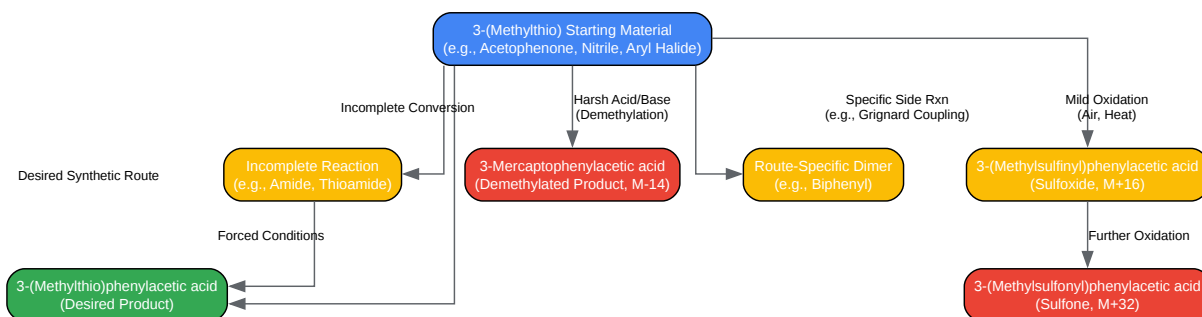 3-(Methylthio) Starting Material
(e.g., Acetophenone, Nitrile, Aryl Halide)
Incomplete Conversion
Harsh Acid/Base
(Demethylation)
Specific Side Rxn
(e.g., Grignard Coupling)
Mild Oxidation
(Air, Heat)
Desired Synthetic Route
Incomplete Reaction
(e.g., Amide, Thioamide)
3-Mercaptophenylacetic acid
(Demethylated Product, M-14)
Route-Specific Dimer
(e.g., Biphenyl)
3-(Methylsulfinyl)phenylacetic acid
(Sulfoxide, M+16)
Forced Conditions
Further Oxidation
3-(Methylthio)phenylacetic acid
(Desired Product)
3-(Methylsulfonyl)phenylacetic acid
(Sulfone, M+32)